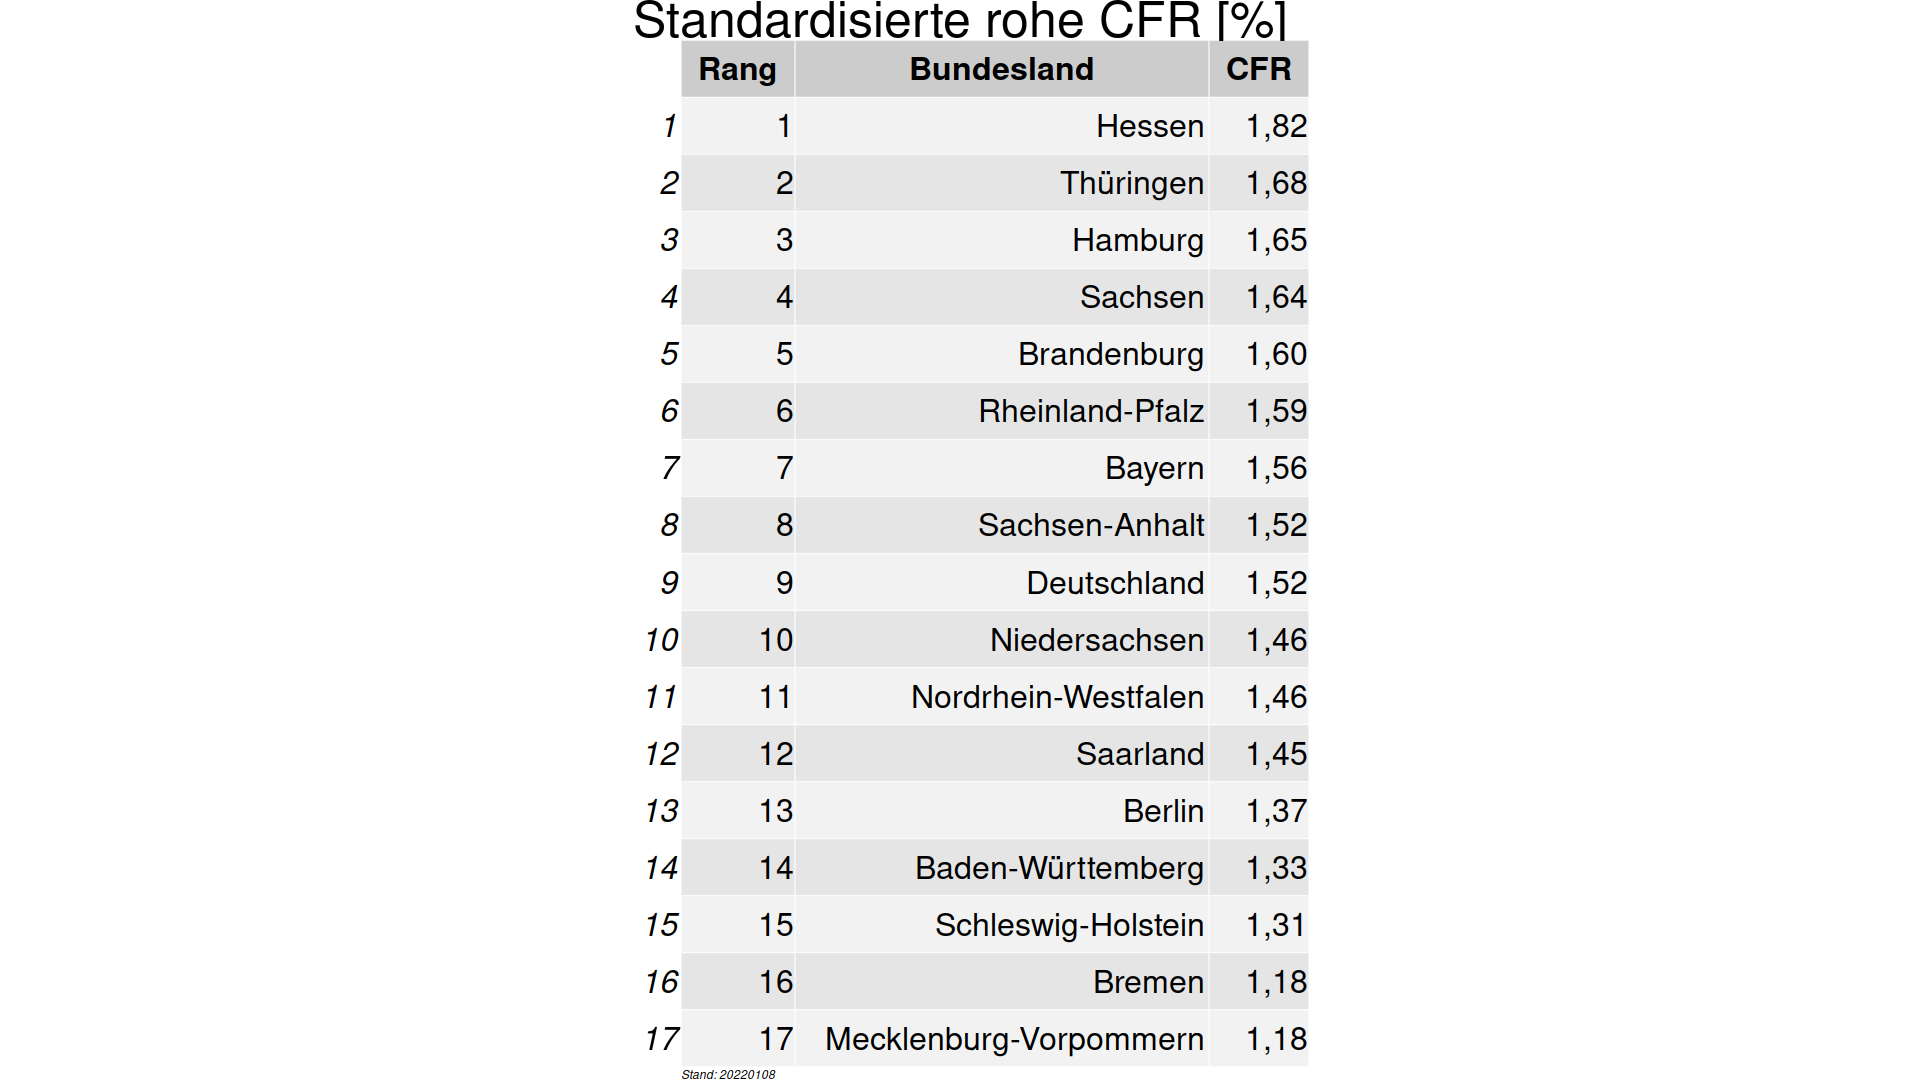 Standardisierte rohe CFR [%]
Rang Bundesland CFR
1 1 Hessen 1,82
2 2 Thüringen 1,68
3 3 Hamburg 1,65
4 4 Sachsen 1,64
5 5 Brandenburg 1,60
6 6 Rheinland-Pfalz 1,59
7 7 Bayern 1,56
8 8 Sachsen-Anhalt 1,52
9 9 Deutschland 1,52
10 10 Niedersachsen 1,46
11 11 Nordrhein-Westfalen 1,46
12 12 Saarland 1,45
13 13 Berlin 1,37
14 14 Baden-Württemberg 1,33
15 15 Schleswig-Holstein 1,31
16 16 Bremen 1,18
17 17 Mecklenburg-Vorpommern 1,18
Stand: 20220108